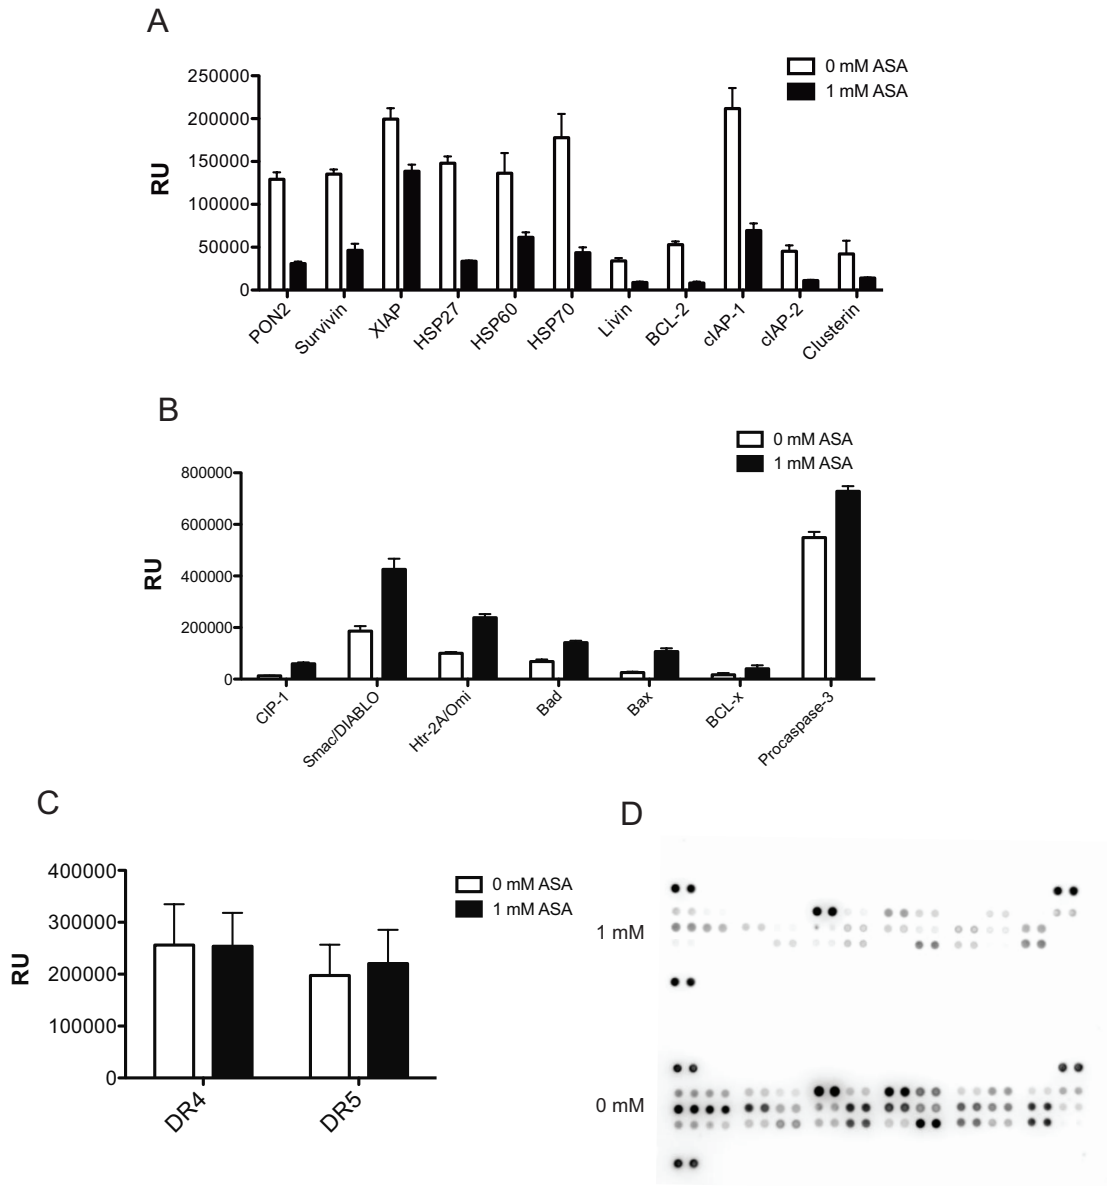 A
0 mM ASA
1 mM ASA
250000
200000
150000
100000
50000
0
RU
PON2
Survivin
XIAP
HSP27
HSP60
HSP70
Livin
BCL-2
cIAP-1
cIAP-2
Clusterin
B
0 mM ASA
1 mM ASA
800000
600000
400000
200000
0
RU
CIP-1
Smac/DIABLO
Htr-2A/Omi
Bad
Bax
BCL-x
Procaspase-3
C
0 mM ASA
1 mM ASA
400000
300000
200000
100000
0
RU
DR4
DR5
D
1 mM
0 mM